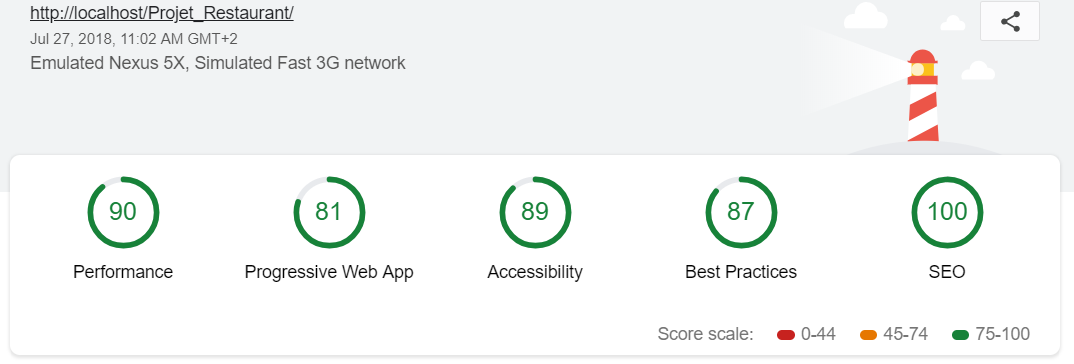 http://localhost/Projet_Restaurant/
Jul 27, 2018, 11:02 AM GMT+2
Emulated Nexus 5X, Simulated Fast 3G network
90 81 89 87 100
Performance Progressive Web App Accessibility Best Practices SEO
Score scale: 0-44 45-74 75-100